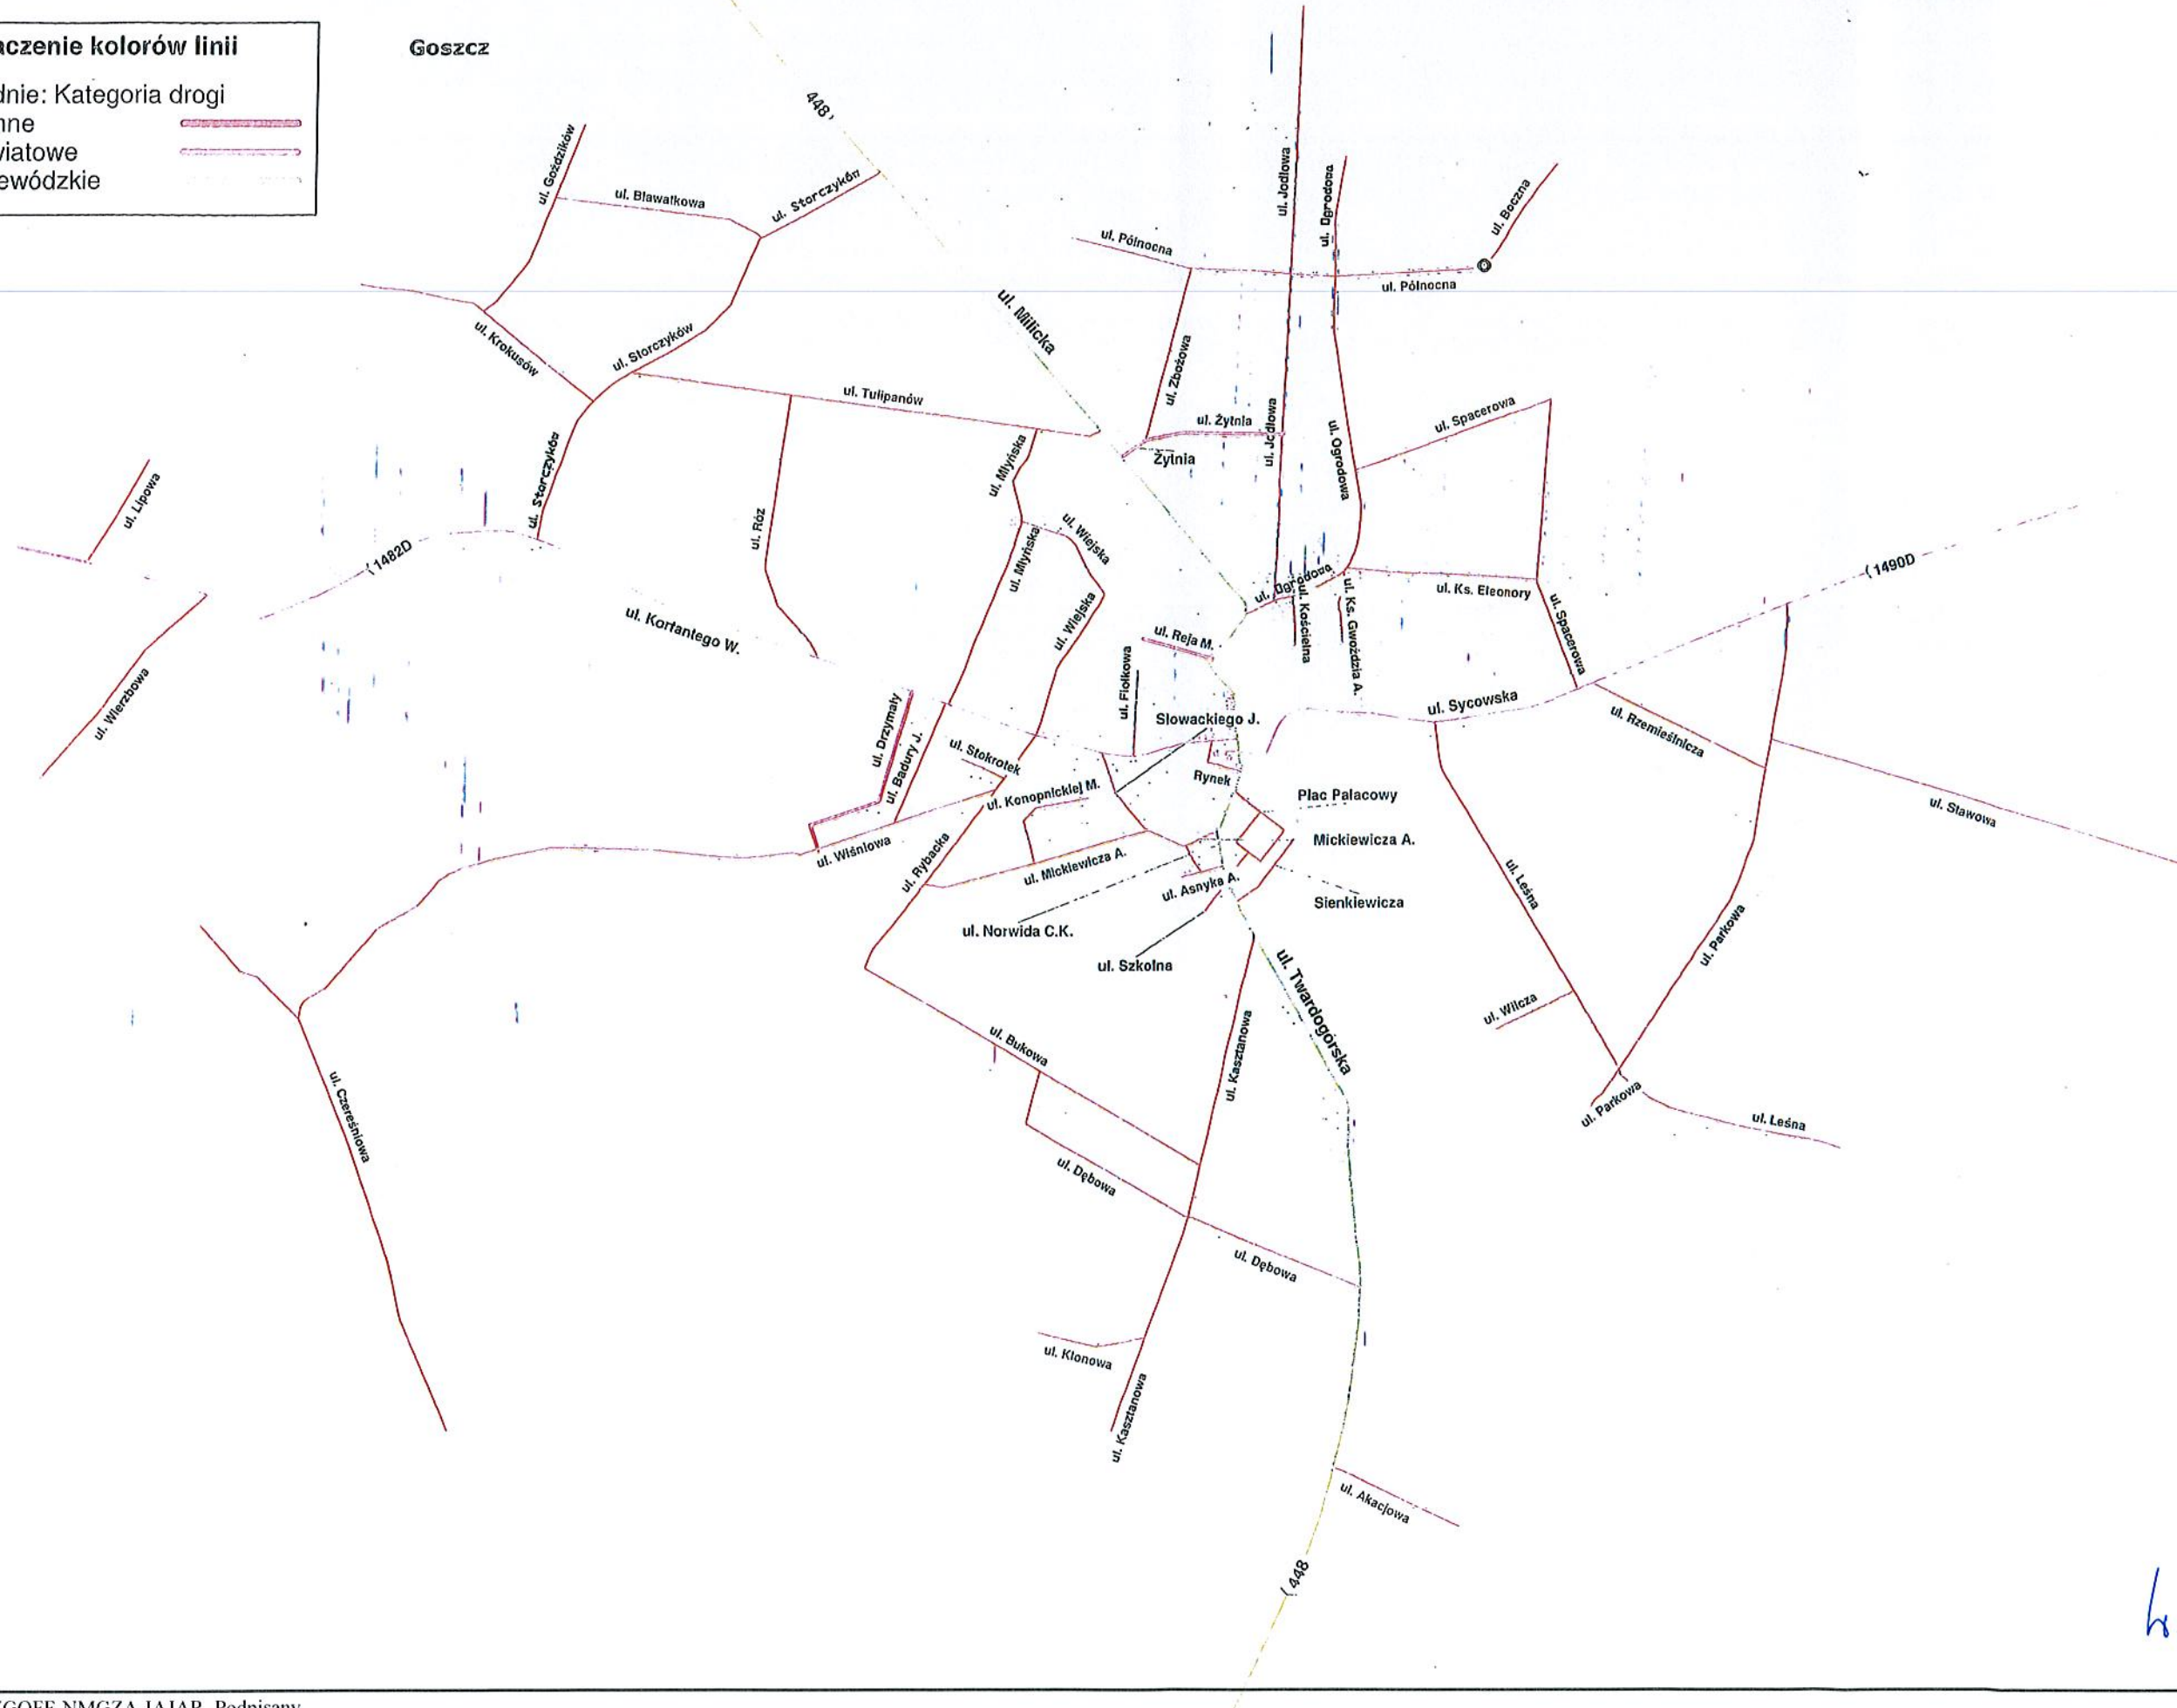 aczenie kolorów linii
Goszcz
dnie: Kategoria drogi
nne
wiatowe
ewódzkie
448
ul. Goździków
ul. Bławatkowa
ul. Storczyków
ul. Jodłowa
ul. Ogrodowa
ul. Boczna
ul. Północna
ul. Północna
ul. Milicka
ul. Krokusów
ul. Storczyków
ul. Zbożowa
ul. Tulipanów
ul. Żytnia
ul. Jodłowa
ul. Spacerowa
ul. Ogrodowa
Żytnia
ul. Młyńska
ul. Storczyków
ul. Lipowa
ul. Róż
1482D
ul. Młyńska
ul. Wiejska
1490D
ul. Ogrodowa
ul. Ks. Eleonory
ul. Kościelna
ul. Ks. Gwoździa A.
ul. Spacerowa
ul. Wiejska
ul. Korfantego W.
ul. Reja M.
ul. Fiołkowa
ul. Wierzbowa
ul. Sycowska
Słowackiego J.
ul. Drzymały
ul. Badury J.
ul. Stokrotek
ul. Rzemieślnicza
Rynek
ul. Konopnickiej M.
Plac Pałacowy
ul. Stawowa
Mickiewicza A.
ul. Wiśniowa
ul. Rybacka
ul. Mickiewicza A.
ul. Asnyka A.
ul. Leśna
Sienkiewicza
ul. Norwida C.K.
ul. Parkowa
ul. Szkolna
ul. Twardogórska
ul. Wilcza
ul. Bukowa
ul. Kasztanowa
ul. Czereśniowa
ul. Parkowa
ul. Leśna
ul. Dębowa
ul. Dębowa
ul. Klonowa
ul. Kasztanowa
ul. Akacjowa
448